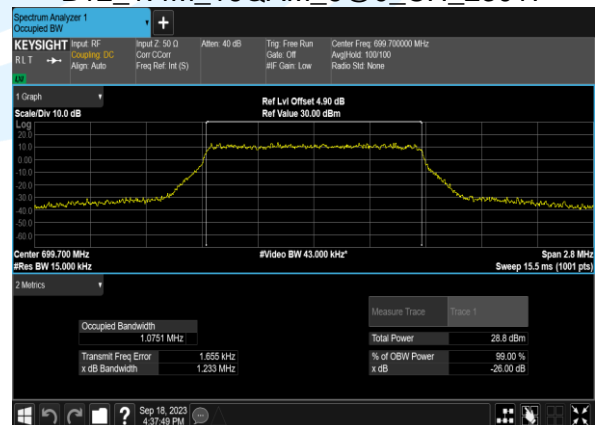 Spectrum Analyzer 1
Occupied BW
+
KEYSIGHT Input: RF Input Z: 50 Ω Atten: 40 dB Trig: Free Run Center Freq: 699.700000 MHz
RLT Coupling: DC Corr CCorr Gate: Off Avg|Hold: 100/100
Align: Auto Freq Ref: Int (S) #IF Gain: Low Radio Std: None
1 Graph
Scale/Div 10.0 dB Ref Lvl Offset 4.90 dB
Ref Value 30.00 dBm
Log
20.0
10.0
0.00
-10.0
-20.0
-30.0
-40.0
-50.0
-60.0
Center 699.700 MHz #Video BW 43.000 kHz* Span 2.8 MHz
#Res BW 15.000 kHz Sweep 15.5 ms (1001 pts)
2 Metrics
Measure Trace Trace 1
Occupied Bandwidth
1.0751 MHz
Total Power 28.8 dBm
Transmit Freq Error 1.655 kHz % of OBW Power 99.00 %
x dB Bandwidth 1.233 MHz x dB -26.00 dB
?
Sep 18, 2023
4:37:49 PM